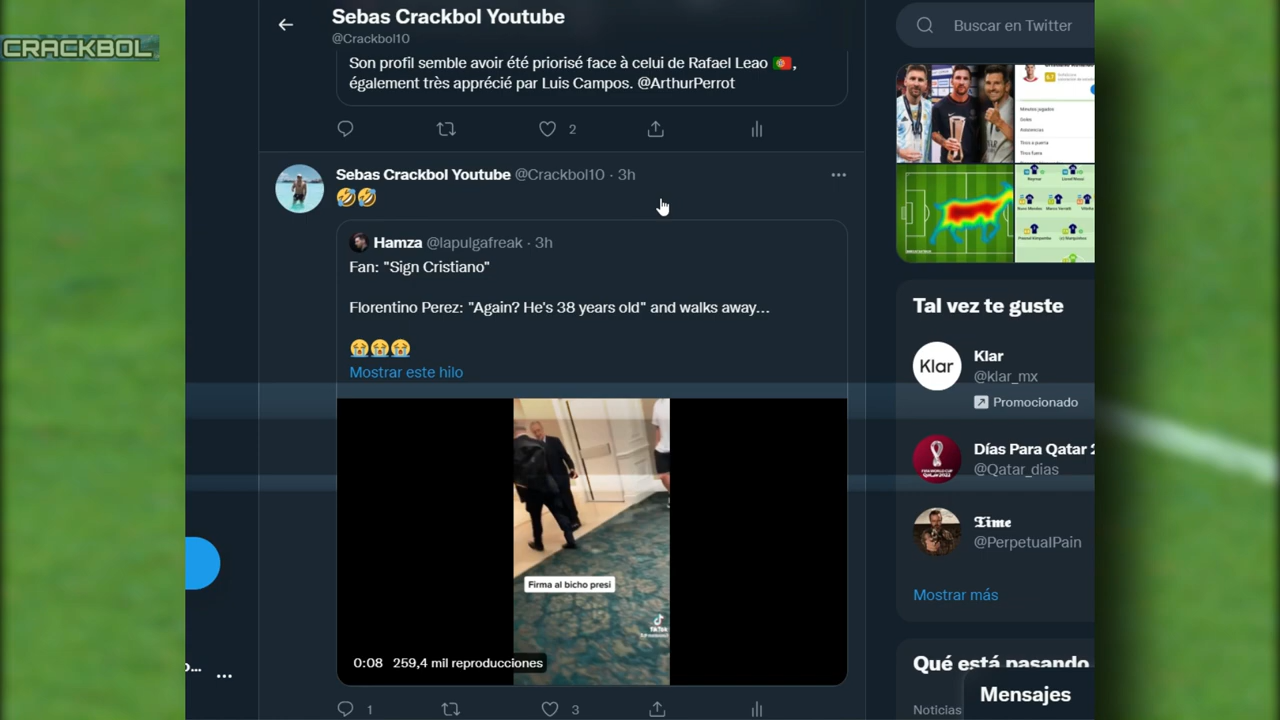 CRACKBOL
Sebas Crackbol Youtube
@Crackbol10
Buscar en Twitter
Son profil semble avoir été priorisé face à celui de Rafael Leao 🇵🇹,
également très apprécié par Luis Campos. @ArthurPerrot
2
Sebas Crackbol Youtube @Crackbol10 · 3h
🤣🤣
Hamza @lapulgafreak · 3h
Fan: "Sign Cristiano"
Florentino Perez: "Again? He's 38 years old" and walks away...
😭😭😭
Mostrar este hilo
Firma al bicho presi
TikTok
0:08 259,4 mil reproducciones
1
3
Tal vez te guste
Klar
Klar
@klar_mx
Promocionado
Días Para Qatar 2
@Qatar_dias
𝕿𝖎𝖒𝖊
@PerpetualPain
Mostrar más
Qué está pasando
Mensajes
Noticias